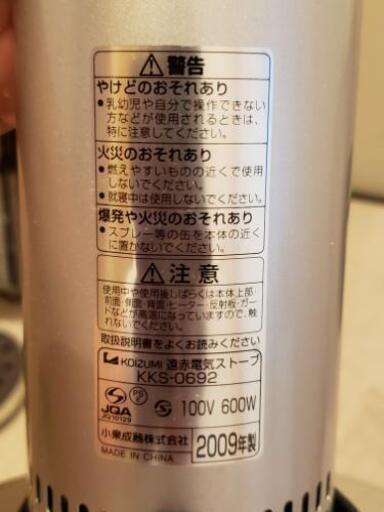 警告
やけどのおそれあり
●乳幼児や自分で操作できない
方などが使用されるときは、
特に注意してください。
火災のおそれあり
●燃えやすいものの近くで使用
しないでください。
●就寝中は使用しないでください。
爆発や火災のおそれあり
●スプレー等の缶を本体の近く
に置かないでください。
注意
使用中や使用後しばらくは本体上部・
前面・側面・背面・ヒーター・反射板・ガー
ドなどが高温になっていますので、触
れないでください。
取扱説明書をよくお読みください
KOIZUMI 遠赤電気ストーブ
KKS-0692
JQA
JQ10129
PS
E
100V 600W
小泉成器株式会社
MADE IN CHINA
2009年製